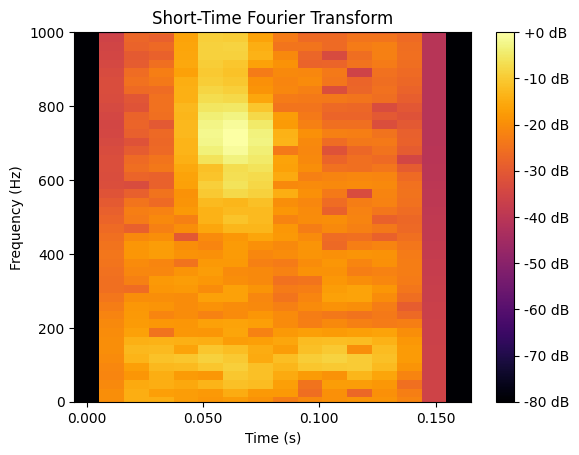 Short-Time Fourier Transform
1000
800
600
400
200
0
Frequency (Hz)
0.000
0.050
0.100
0.150
Time (s)
+0 dB
-10 dB
-20 dB
-30 dB
-40 dB
-50 dB
-60 dB
-70 dB
-80 dB